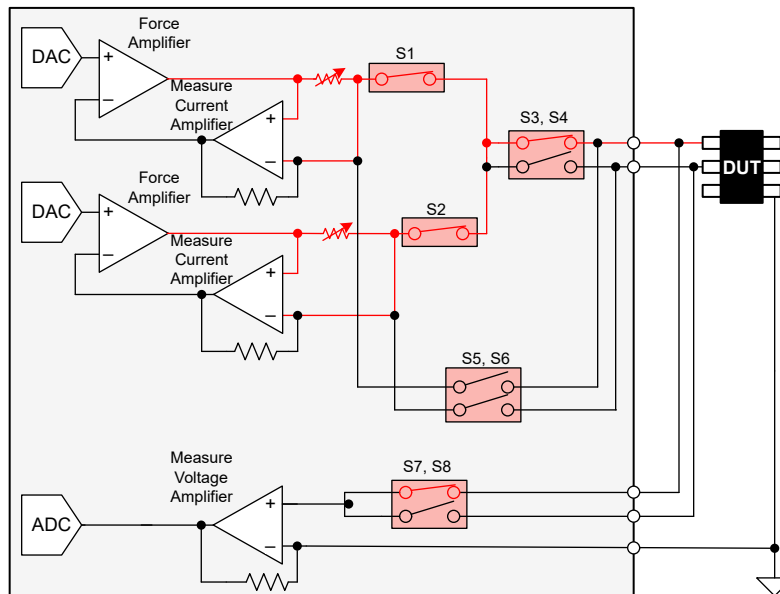 Force
Amplifier
DAC
+
−
Measure
Current
Amplifier
+
−
S1
S3, S4
DUT
Force
Amplifier
DAC
+
−
Measure
Current
Amplifier
+
−
S2
S5, S6
Measure
Voltage
Amplifier
S7, S8
ADC
+
−